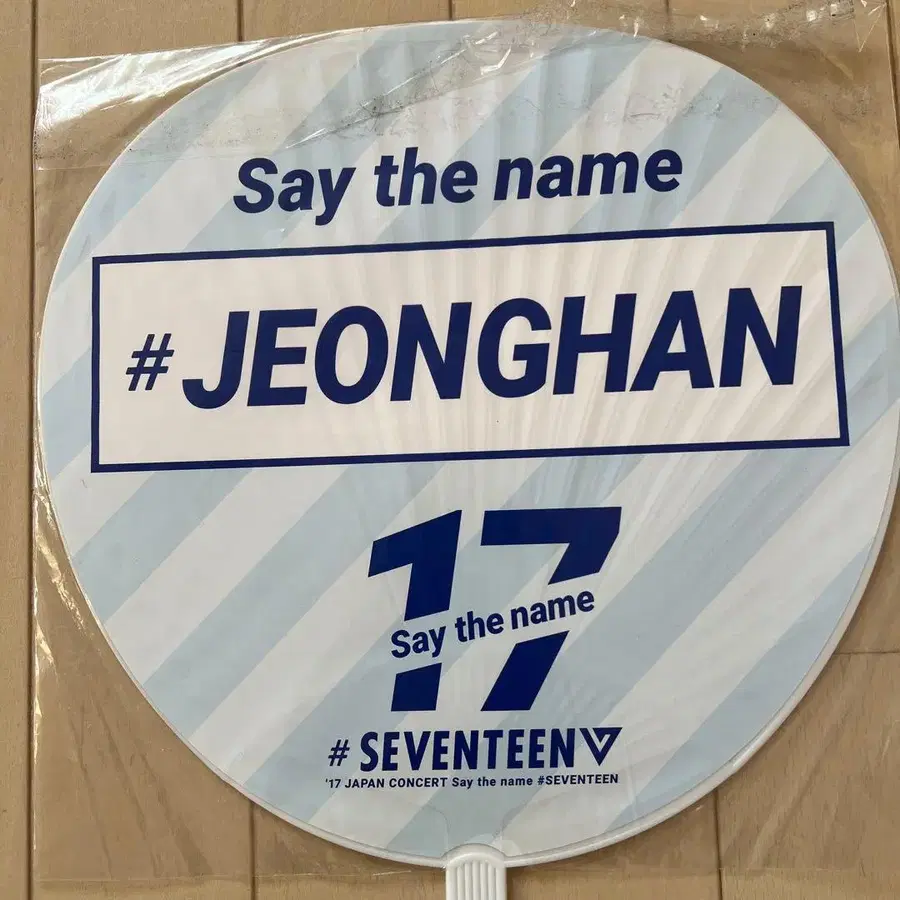 Say the name
# JEONGHAN
17
Say the name
# SEVENTEEN
'17 JAPAN CONCERT Say the name #SEVENTEEN